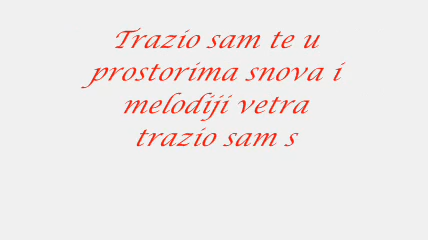 Trazio sam te u
prostorima snova i
melodiji vetra
trazio sam s